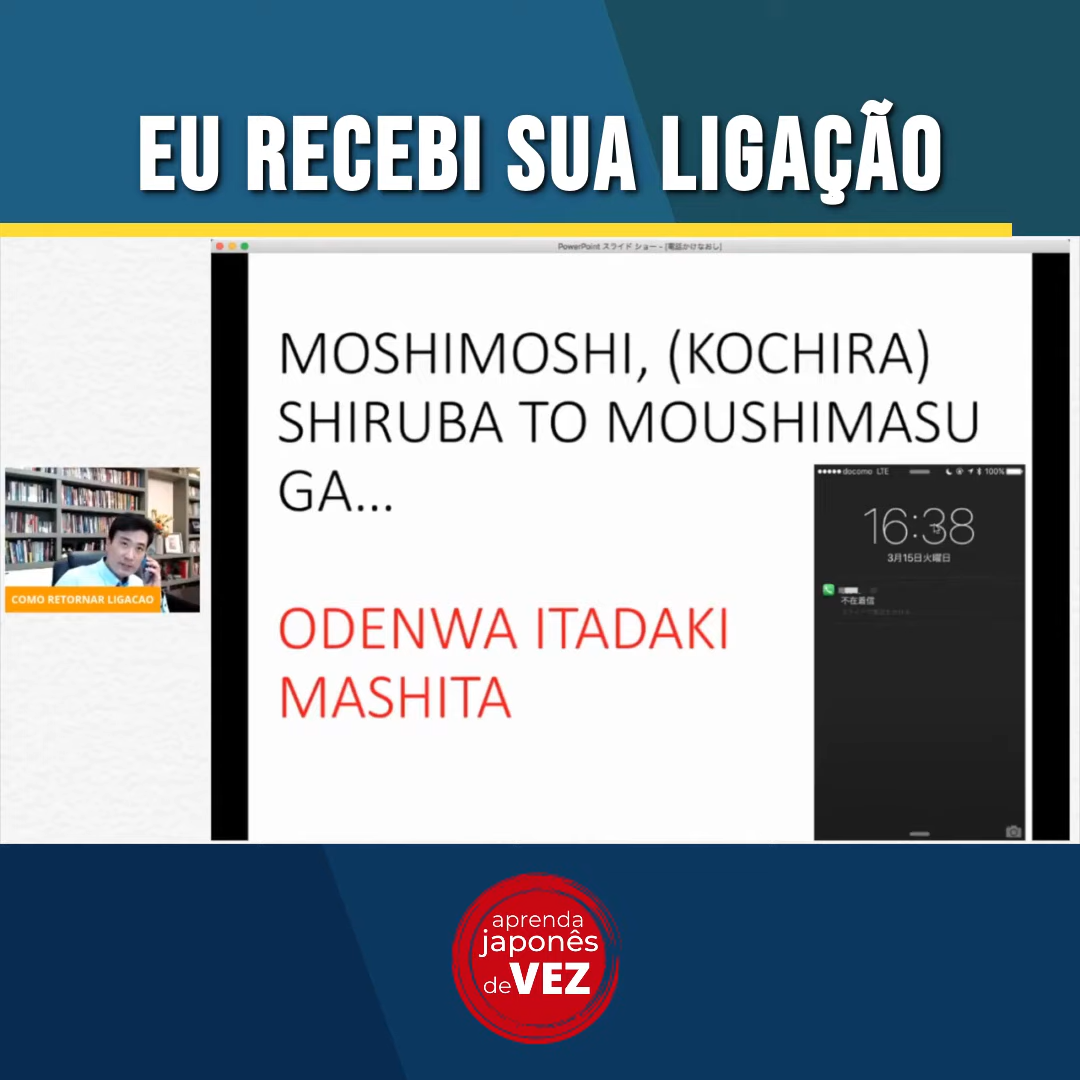 EU RECEBI SUA LIGAÇÃO
PowerPoint スライド ショー - [電話かけなおし]
MOSHIMOSHI, (KOCHIRA)
SHIRUBA TO MOUSHIMASU
GA...
ODENWA ITADAKI
MASHITA
COMO RETORNAR LIGACAO
docomo LTE
100%
16:38
3月15日火曜日
不在着信
aprenda
japonês
de VEZ